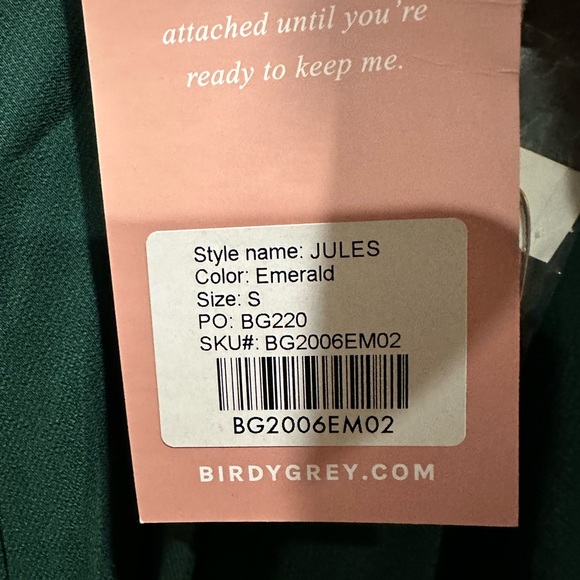 attached until you're
ready to keep me.
Style name: JULES
Color: Emerald
Size: S
PO: BG220
SKU#: BG2006EM02
BG2006EM02
BIRDYGREY.COM